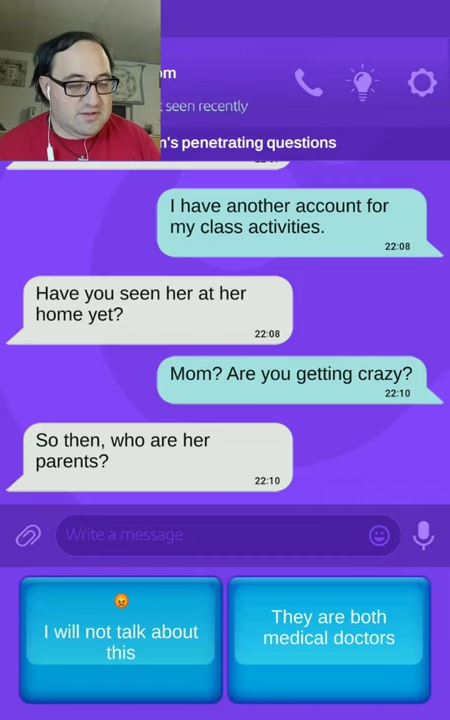 om
t seen recently
n's penetrating questions
I have another account for
my class activities.
22:08
Have you seen her at her
home yet?
22:08
Mom? Are you getting crazy?
22:10
So then, who are her
parents?
22:10
Write a message ...
I will not talk about
this
They are both
medical doctors